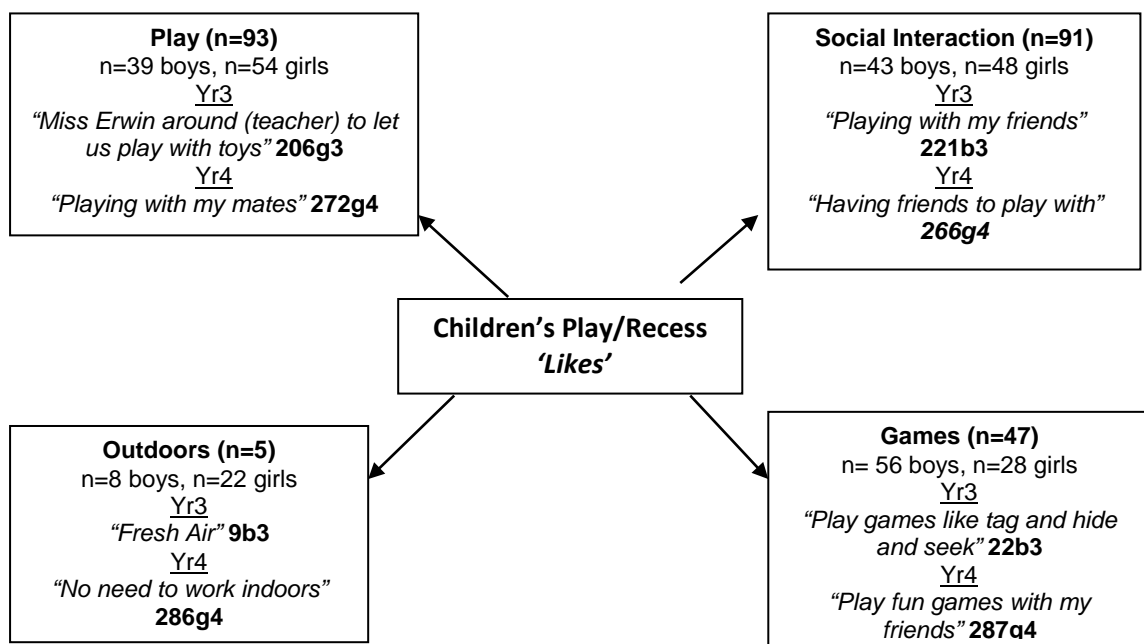 Play (n=93)
n=39 boys, n=54 girls
Yr3
“Miss Erwin around (teacher) to let
us play with toys” 206g3
Yr4
“Playing with my mates” 272g4
Social Interaction (n=91)
n=43 boys, n=48 girls
Yr3
“Playing with my friends”
221b3
Yr4
“Having friends to play with”
266g4
Children’s Play/Recess
‘Likes’
Outdoors (n=5)
n=8 boys, n=22 girls
Yr3
“Fresh Air” 9b3
Yr4
“No need to work indoors”
286g4
Games (n=47)
n= 56 boys, n=28 girls
Yr3
“Play games like tag and hide
and seek” 22b3
Yr4
“Play fun games with my
friends” 287g4